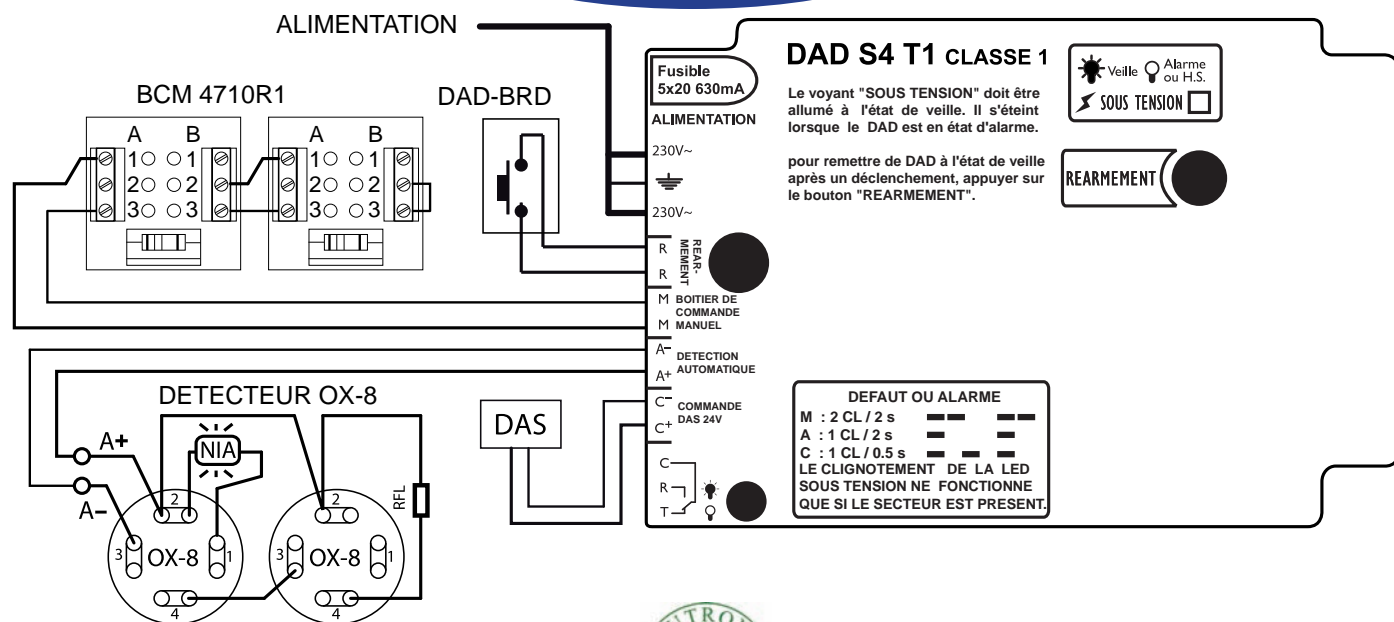 ALIMENTATION
BCM 4710R1
DAD-BRD
A B
1 1
2 2
3 3
A B
1 1
2 2
3 3
Fusible
5x20 630mA
ALIMENTATION
230V~
230V~
R
R
REAR-
MEMENT
M BOITIER DE
COMMANDE
M MANUEL
A- DETECTION
A+ AUTOMATIQUE
C- COMMANDE
C+ DAS 24V
C
R
T
DAD S4 T1 CLASSE 1
Le voyant "SOUS TENSION" doit être
allumé à l'état de veille. Il s'éteint
lorsque le DAD est en état d'alarme.
pour remettre de DAD à l'état de veille
après un déclenchement, appuyer sur
le bouton "REARMEMENT".
Veille Alarme
ou H.S.
SOUS TENSION
REARMEMENT
DEFAUT OU ALARME
M : 2 CL / 2 s
A : 1 CL / 2 s
C : 1 CL / 0.5 s
LE CLIGNOTEMENT DE LA LED
SOUS TENSION NE FONCTIONNE
QUE SI LE SECTEUR EST PRESENT.
DETECTEUR OX-8
DAS
A+
A-
NIA
RFL
2
3 OX-8 1
4
2
3 OX-8 1
4